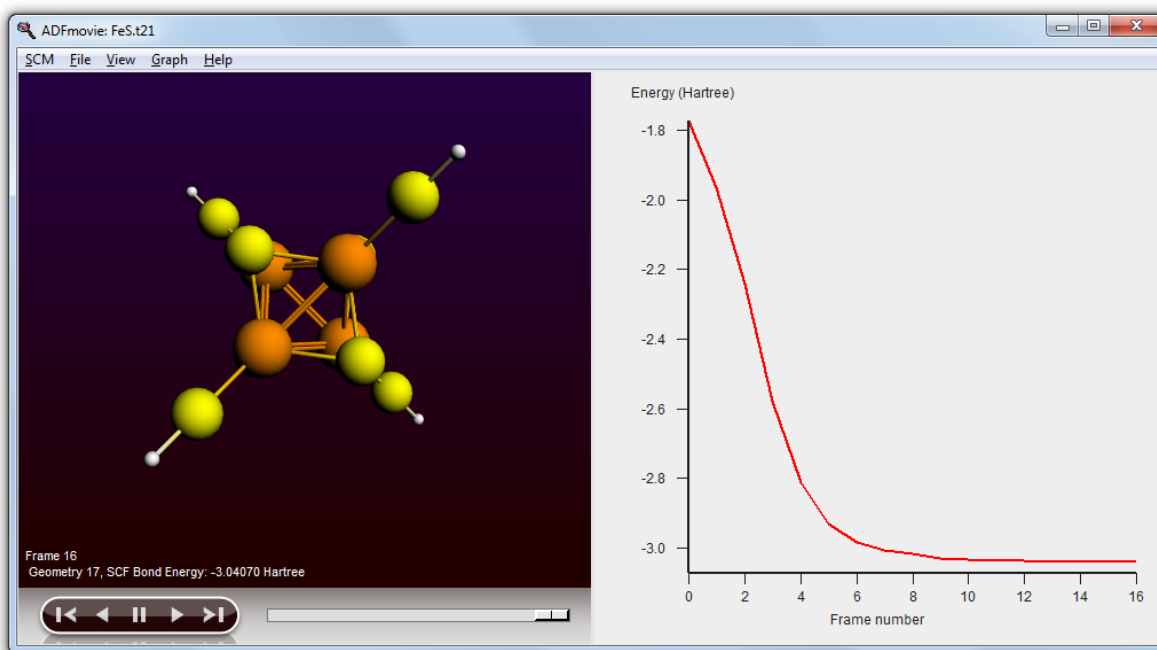 ADFmovie: FeS.t21
SCM File View Graph Help
Energy (Hartree)
-1.8
-2.0
-2.2
-2.4
-2.6
-2.8
-3.0
0 2 4 6 8 10 12 14 16
Frame number
Frame 16
Geometry 17, SCF Bond Energy: -3.04070 Hartree